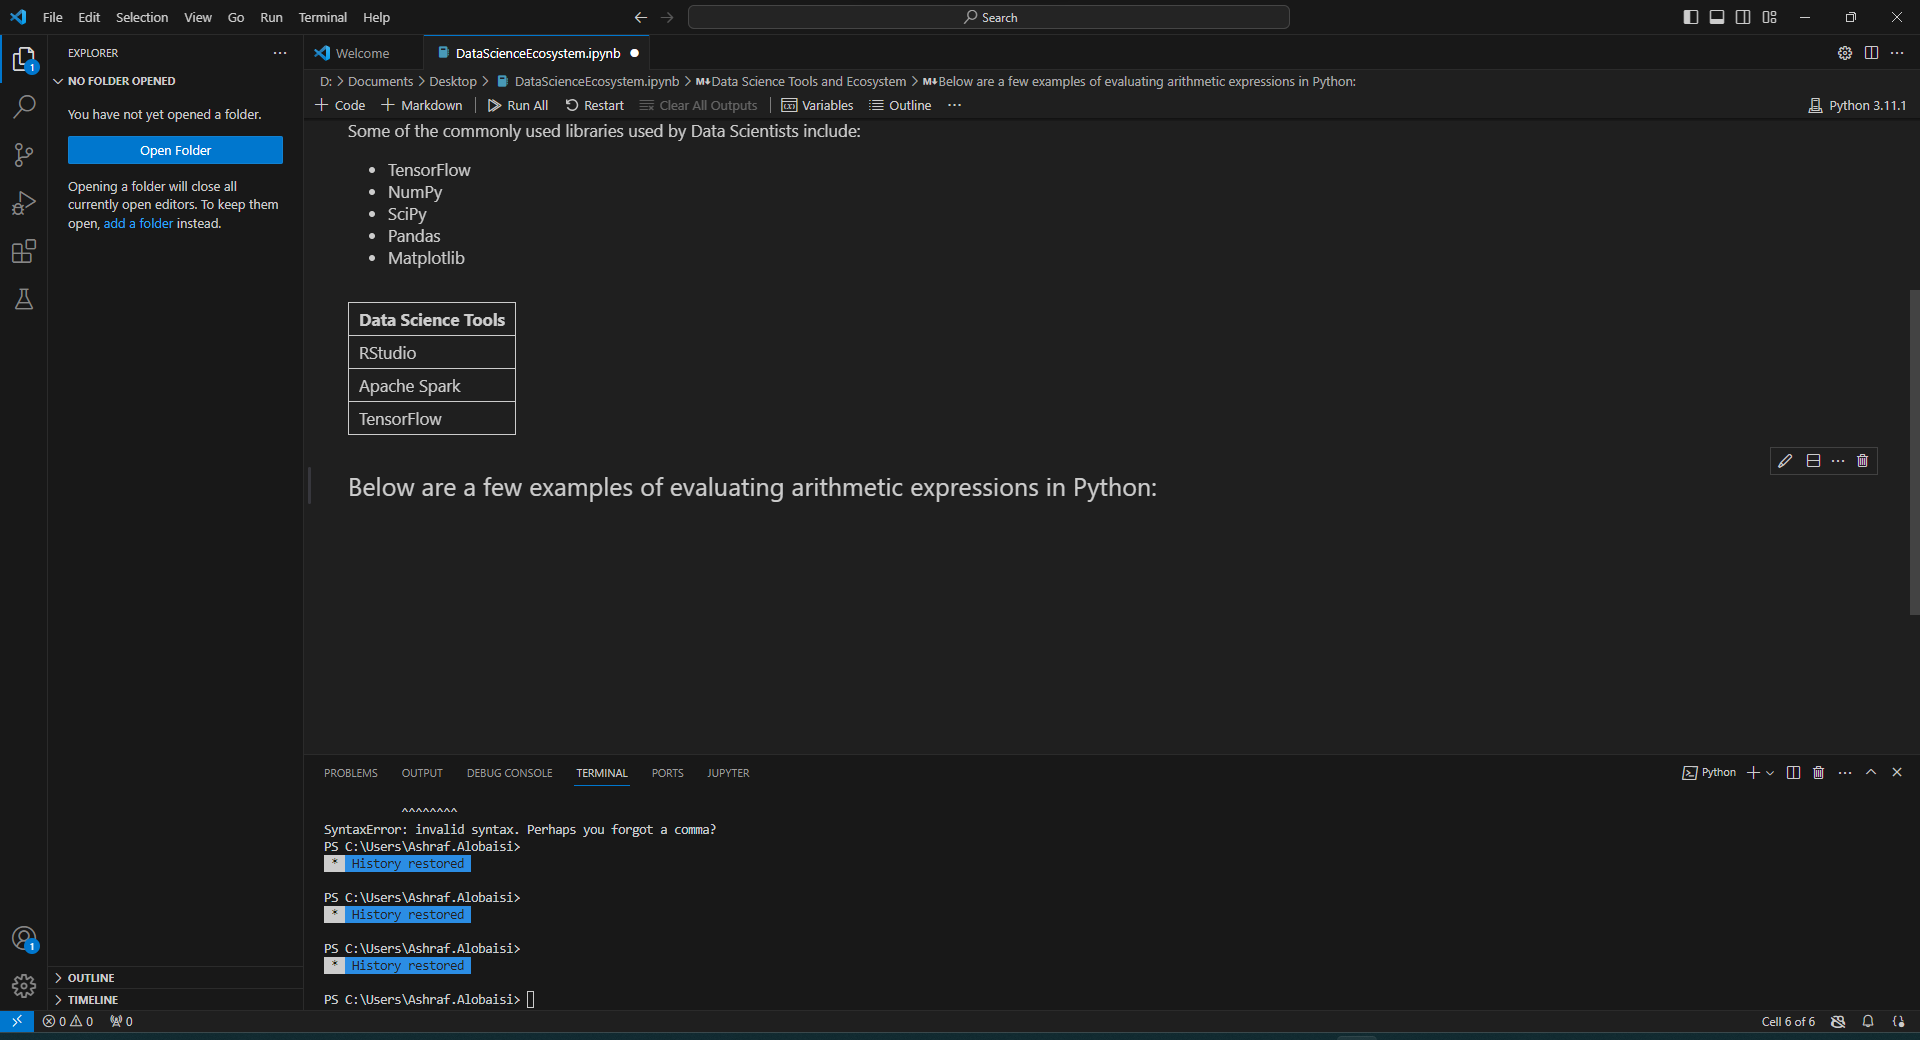 File Edit Selection View Go Run Terminal Help
Search
EXPLORER
Welcome
DataScienceEcosystem.ipynb
NO FOLDER OPENED
You have not yet opened a folder.
Open Folder
Opening a folder will close all
currently open editors. To keep them
open, add a folder instead.
D: > Documents > Desktop > DataScienceEcosystem.ipynb > M↓Data Science Tools and Ecosystem > M↓Below are a few examples of evaluating arithmetic expressions in Python:
+ Code + Markdown Run All Restart Clear All Outputs Variables Outline ...
Python 3.11.1
Some of the commonly used libraries used by Data Scientists include:
• TensorFlow
• NumPy
• SciPy
• Pandas
• Matplotlib
Data Science Tools
RStudio
Apache Spark
TensorFlow
Below are a few examples of evaluating arithmetic expressions in Python:
PROBLEMS OUTPUT DEBUG CONSOLE TERMINAL PORTS JUPYTER
Python
^^^^^^^^
SyntaxError: invalid syntax. Perhaps you forgot a comma?
PS C:\Users\Ashraf.Alobaisi>
* History restored
PS C:\Users\Ashraf.Alobaisi>
* History restored
PS C:\Users\Ashraf.Alobaisi>
* History restored
PS C:\Users\Ashraf.Alobaisi>
1
1
OUTLINE
TIMELINE
0 0 0
Cell 6 of 6